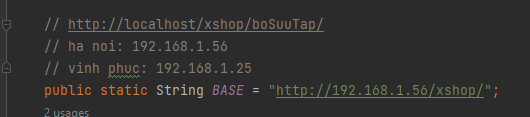 // http://localhost/xshop/boSuuTap/
// ha noi: 192.168.1.56
// vinh phuc: 192.168.1.25
public static String BASE = "http://192.168.1.56/xshop/";
2 usages